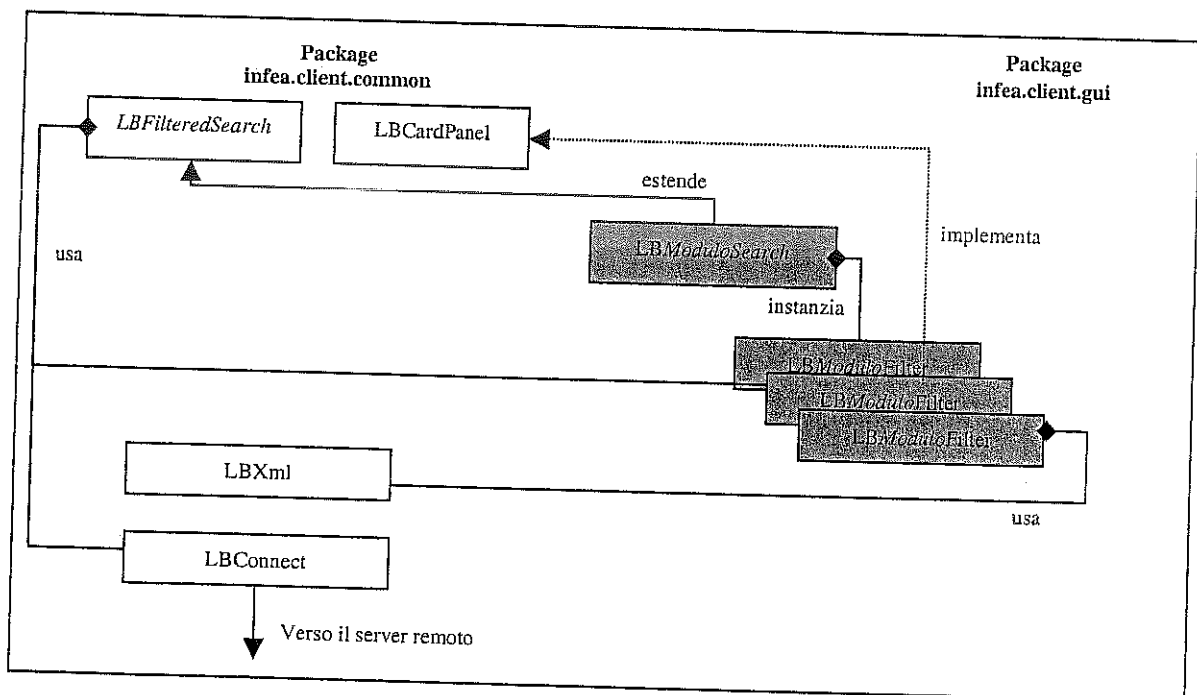 Package
infea.client.common
Package
infea.client.gui
LBFilteredSearch
LBCardPanel
estende
implementa
usa
LBModuloSearch
instanzia
LBModuloFilter
LBModuloFilter
LBModuloFilter
LBXml
usa
LBConnect
Verso il server remoto